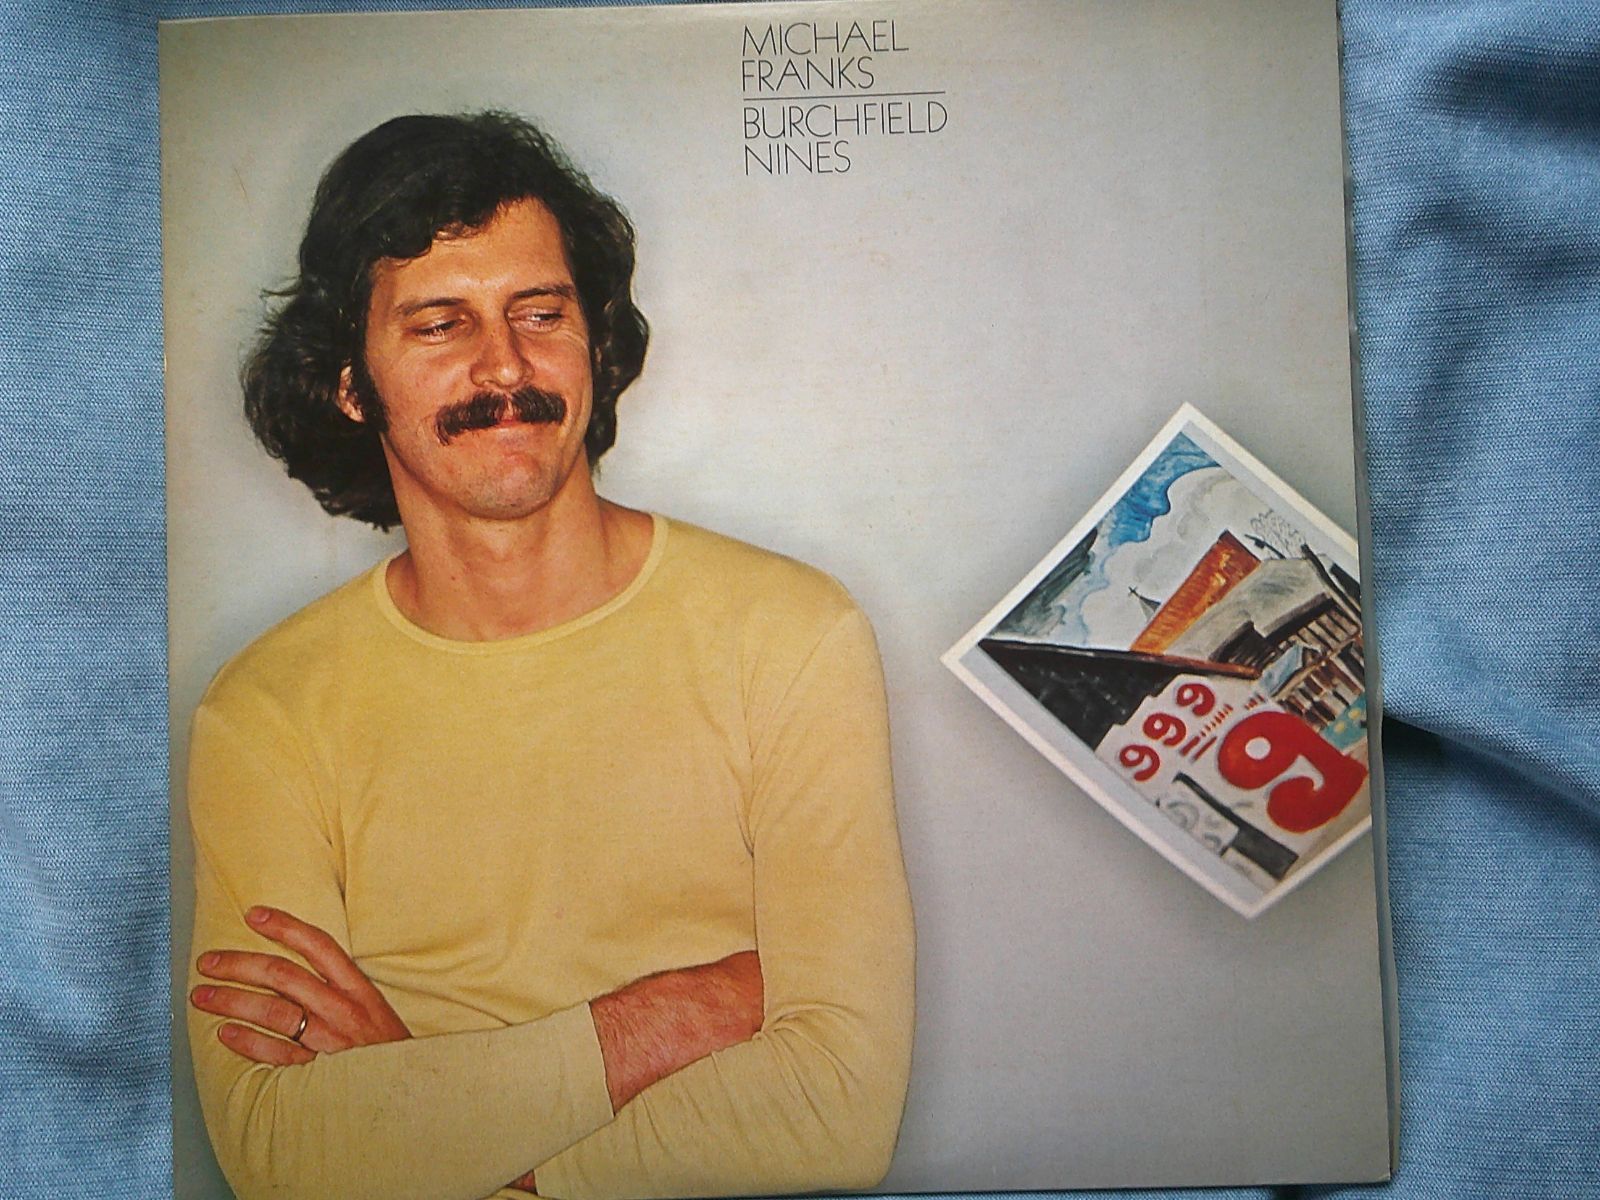 MICHAEL
FRANKS
BURCHFIELD
NINES
999
9